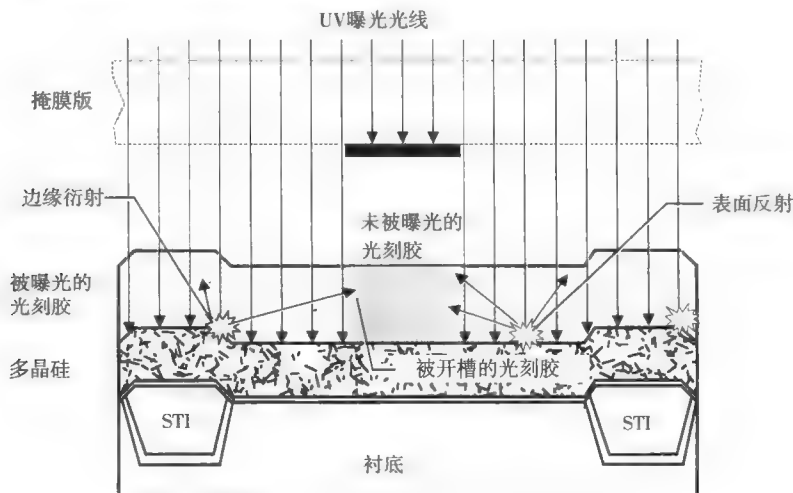 UV曝光光线
掩膜版
边缘衍射
未被曝光的
光刻胶
表面反射
被曝光的
光刻胶
多晶硅
被开槽的光刻胶
STI
STI
衬底